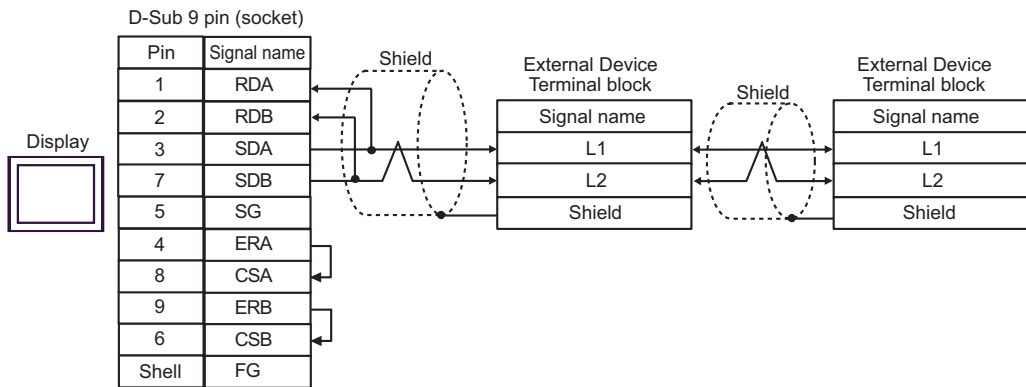 D-Sub 9 pin (socket)
Pin Signal name
1 RDA
2 RDB
3 SDA
7 SDB
5 SG
4 ERA
8 CSA
9 ERB
6 CSB
Shell FG
Display
Shield
External Device
Terminal block
Signal name
L1
L2
Shield
Shield
External Device
Terminal block
Signal name
L1
L2
Shield